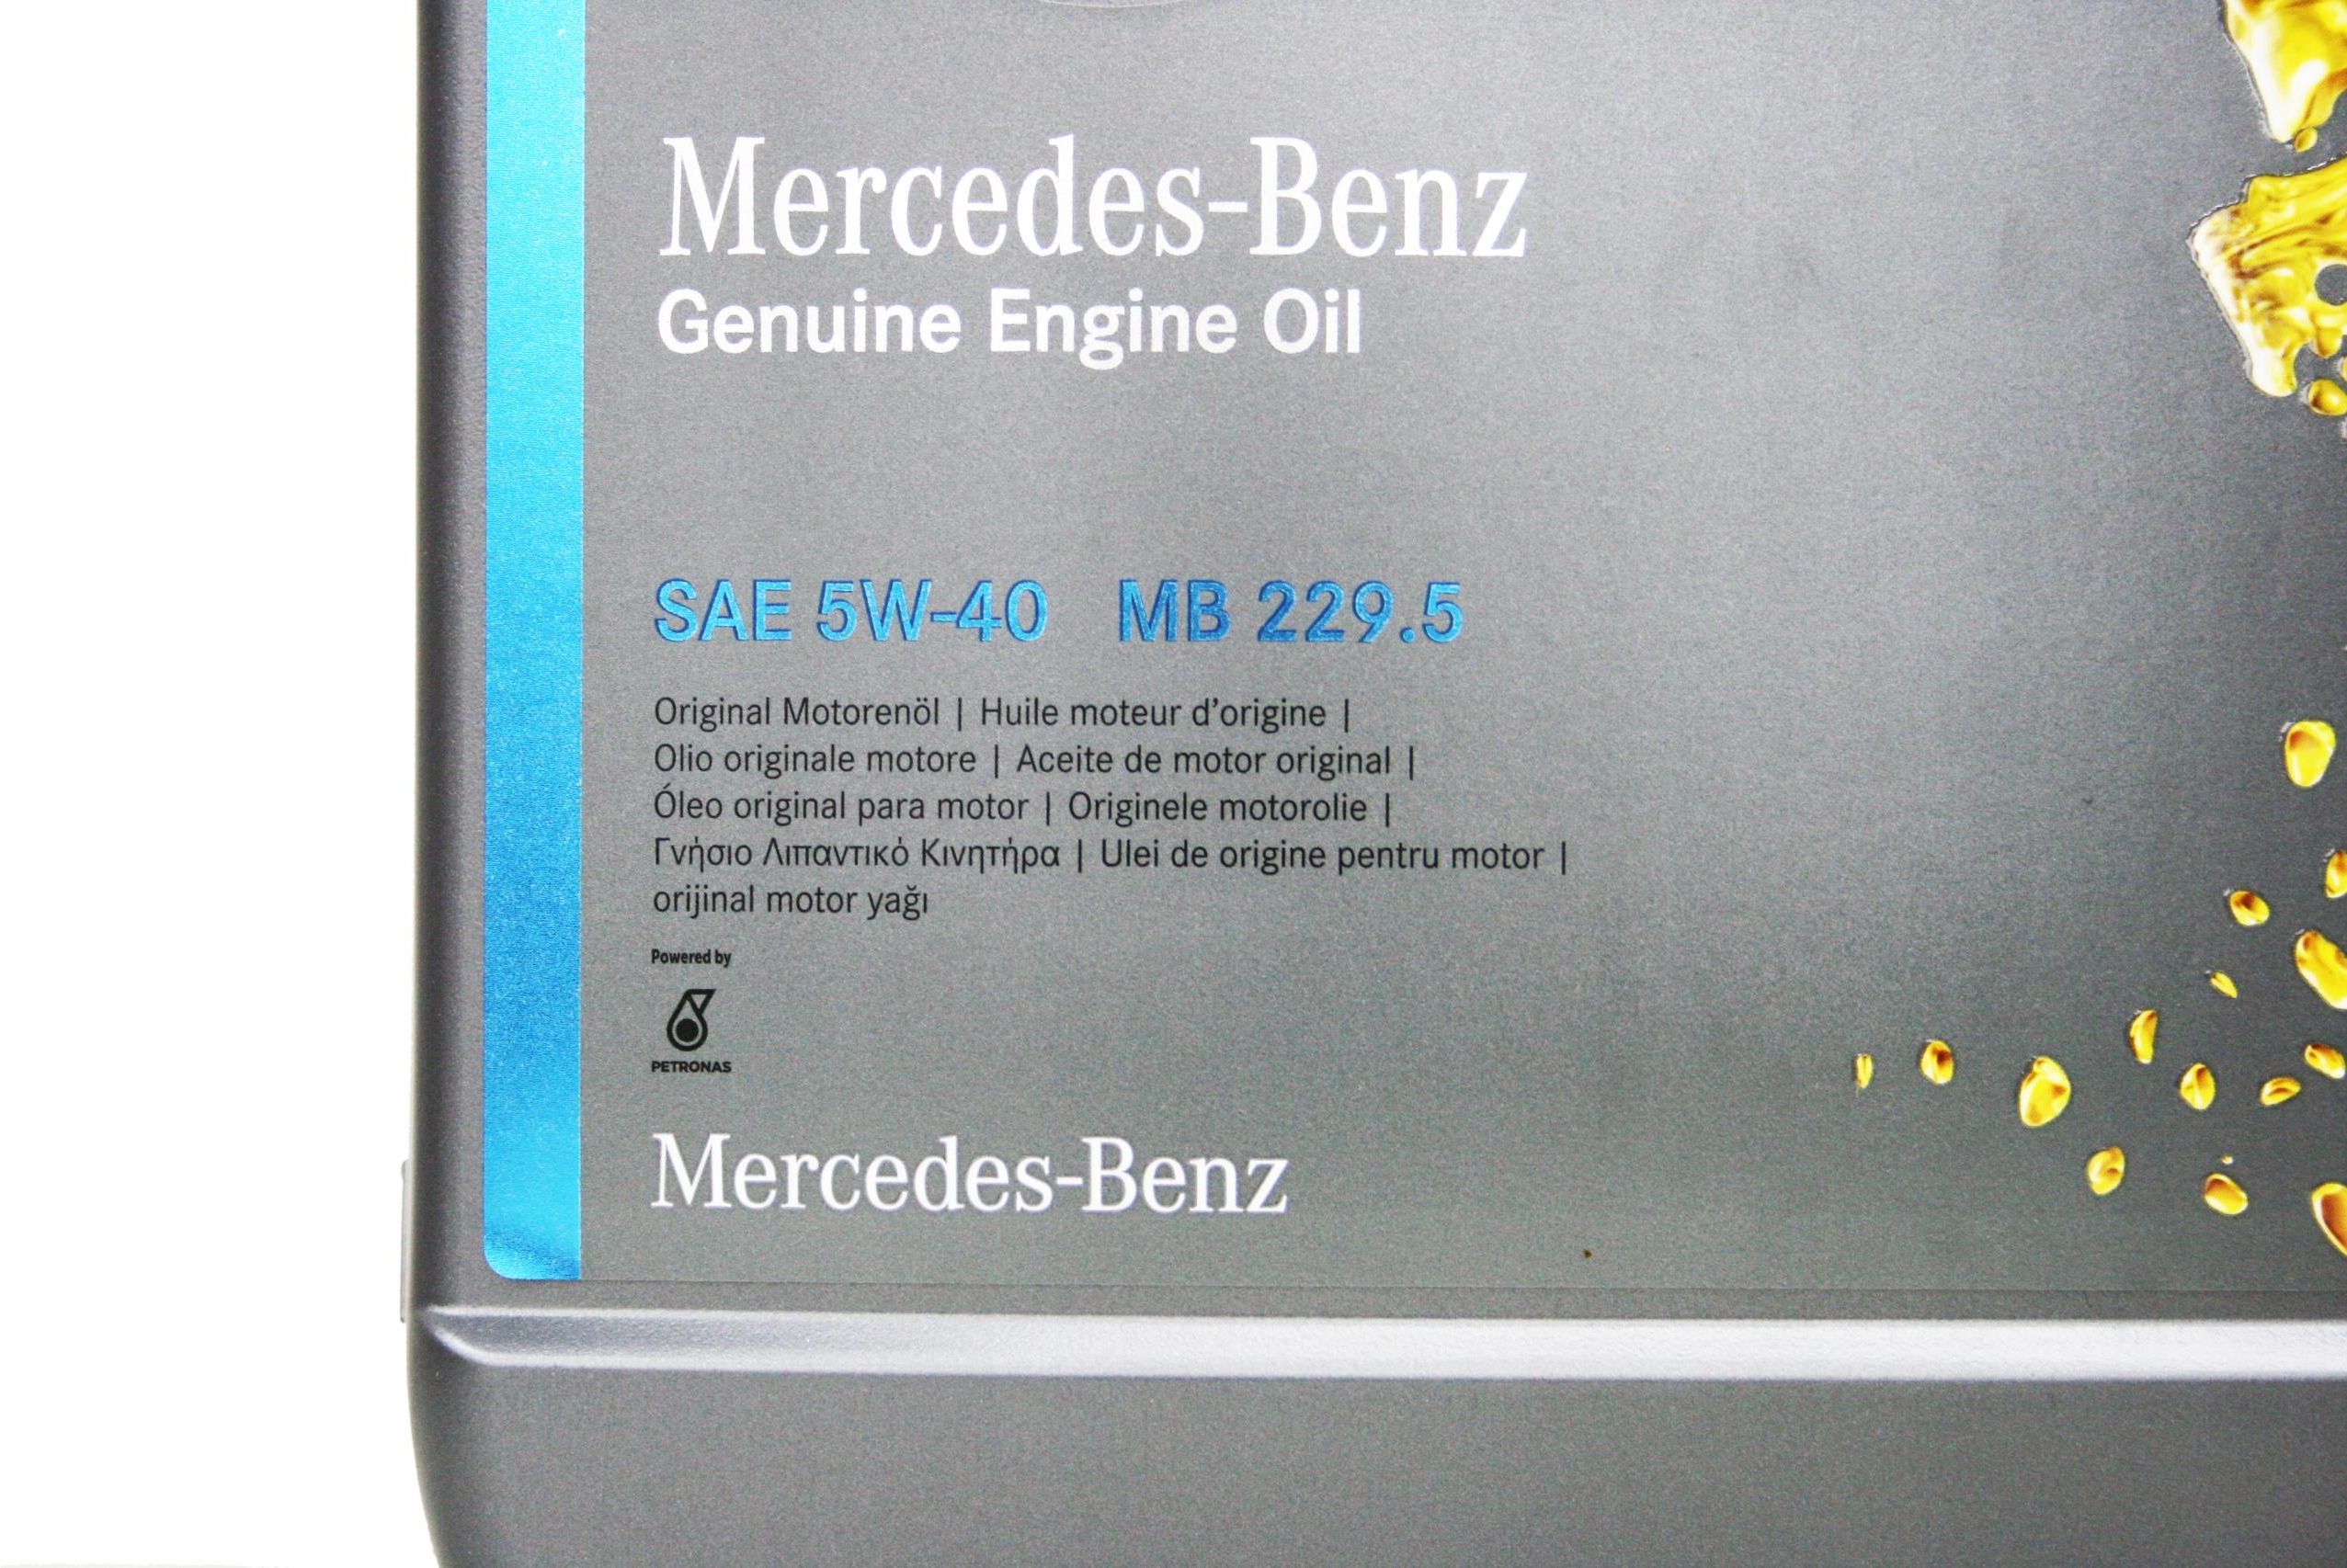 Mercedes-Benz
Genuine Engine Oil
SAE 5W-40 MB 229.5
Original Motorenöl | Huile moteur d'origine |
Olio originale motore | Aceite de motor original |
Óleo original para motor | Originele motorolie |
Γνήσιο Λιπαντικό Κινητήρα | Ulei de origine pentru motor |
orijinal motor yağı
Powered by
PETRONAS
Mercedes-Benz